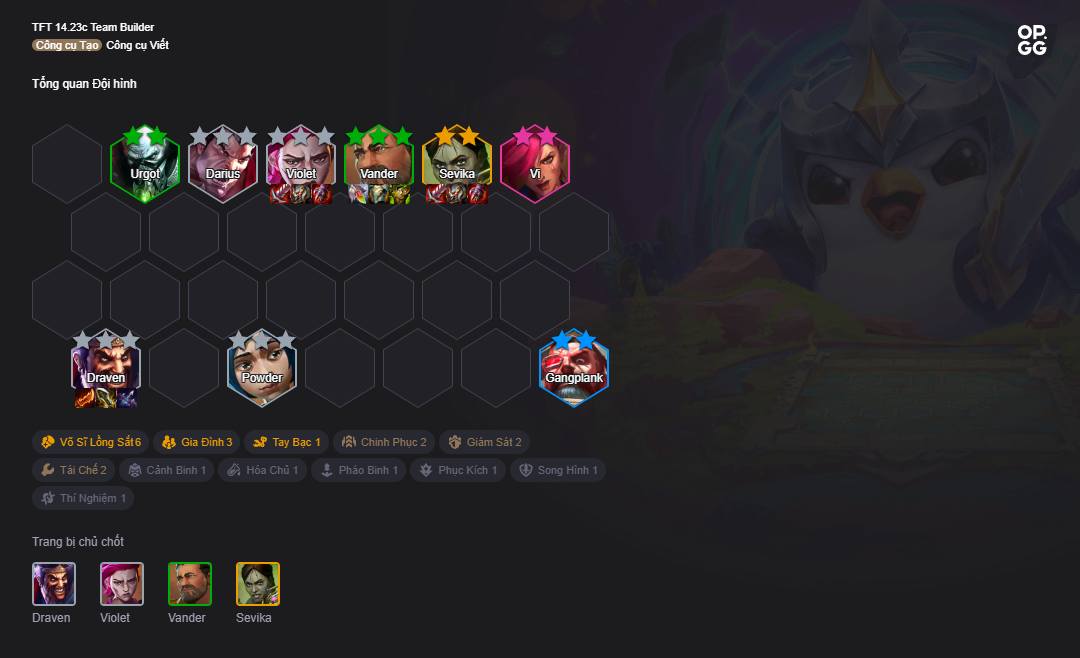 TFT 14.23c Team Builder
Công cụ Tạo Công cụ Viết
OP.GG
Tổng quan Đội hình
Urgot Darius Violet Vander Sevika Vi
Draven Powder Gangplank
Võ Sĩ Lồng Sắt 6 Gia Đình 3 Tay Bạc 1 Chinh Phục 2 Giám Sát 2
Tái Chế 2 Cảnh Binh 1 Hóa Chủ 1 Pháo Binh 1 Phục Kích 1 Song Hình 1
Thí Nghiệm 1
Trang bị chủ chốt
Draven Violet Vander Sevika